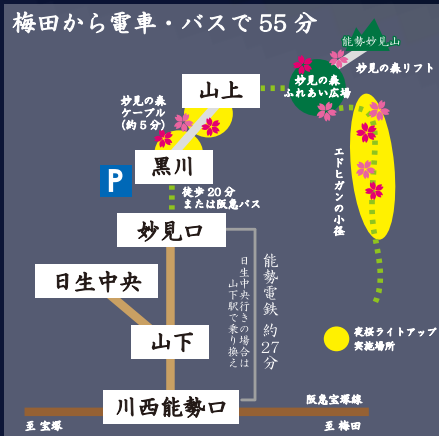 梅田から電車・バスで55分
能勢妙見山
妙見の森リフト
妙見の森
ふれあい広場
山上
妙見の森
ケーブル
(約5分)
黒川
P
徒歩20分
または阪急バス
エドヒガンの小径
妙見口
能勢電鉄 約27分
日生中央行きの場合は
山下駅で乗り換え
日生中央
山下
夜桜ライトアップ
実施場所
川西能勢口
阪急宝塚線
至 宝塚
至 梅田